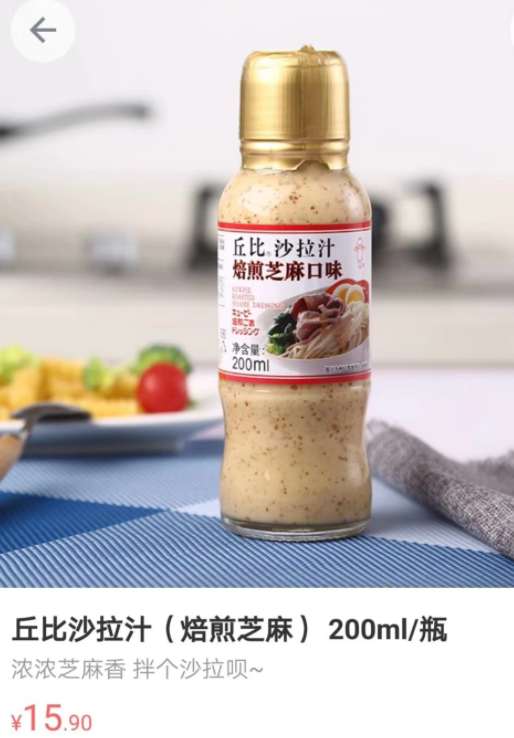 丘比®沙拉汁
焙煎芝麻口味
KEWPIE
ROASTED
SESAME DRESSING
キユーピー
焙煎ごま
ドレッシング
净含量：
200ml
丘比沙拉汁（焙煎芝麻） 200ml/瓶
浓浓芝麻香 拌个沙拉呗~
¥15.90